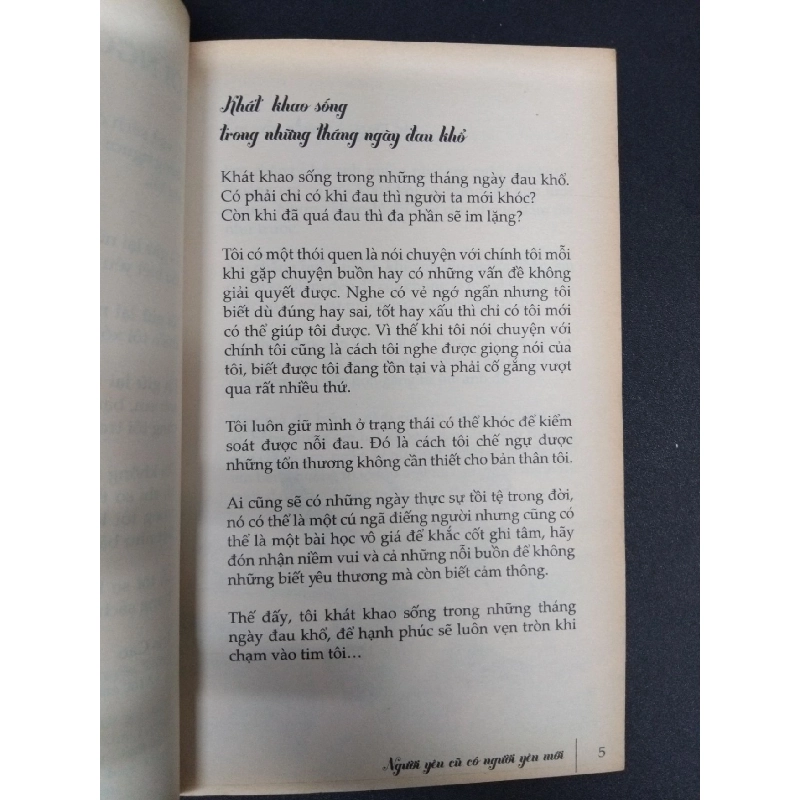 Khát khao sống
trong những tháng ngày đau khổ
Khát khao sống trong những tháng ngày đau khổ.
Có phải chỉ có khi đau thì người ta mới khóc?
Còn khi đã quá đau thì đa phần sẽ im lặng?
Tôi có một thói quen là nói chuyện với chính tôi mỗi
khi gặp chuyện buồn hay có những vấn đề không
giải quyết được. Nghe có vẻ ngớ ngẩn nhưng tôi
biết dù đúng hay sai, tốt hay xấu thì chỉ có tôi mới
có thể giúp tôi được. Vì thế khi tôi nói chuyện với
chính tôi cũng là cách tôi nghe được giọng nói của
tôi, biết được tôi đang tồn tại và phải cố gắng vượt
qua rất nhiều thứ.
Tôi luôn giữ mình ở trạng thái có thể khóc để kiểm
soát được nỗi đau. Đó là cách tôi chế ngự được
những tổn thương không cần thiết cho bản thân tôi.
Ai cũng sẽ có những ngày thực sự tồi tệ trong đời,
nó có thể là một cú ngã điếng người nhưng cũng có
thể là một bài học vô giá để khắc cốt ghi tâm, hãy
đón nhận niềm vui và cả những nỗi buồn để không
những biết yêu thương mà còn biết cảm thông.
Thế đấy, tôi khát khao sống trong những tháng
ngày đau khổ, để hạnh phúc sẽ luôn vẹn tròn khi
chạm vào tim tôi...
Người yêu cũ có người yêu mới 5